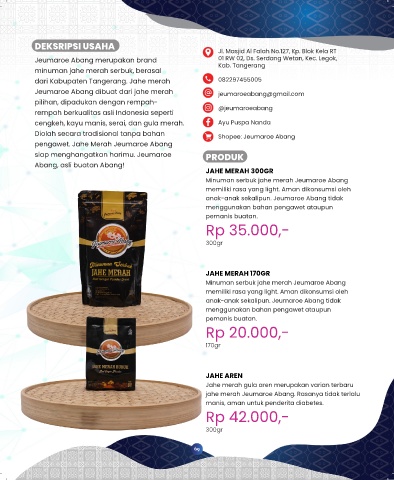 DEKSRIPSI USAHA
Jeumaroe Abang merupakan brand
minuman jahe merah serbuk, berasal
dari Kabupaten Tangerang. Jahe merah
Jeumaroe Abang dibuat dari jahe merah
pilihan, dipadukan dengan rempah-
rempah berkualitas asli Indonesia seperti
cengkeh, kayu manis, serai, dan gula merah.
Diolah secara tradisional tanpa bahan
pengawet. Jahe Merah Jeumaroe Abang
siap menghangatkan harimu. Jeumaroe
Abang, asli buatan Abang!
Jl. Masjid Al Falah No.127, Kp. Blok Kela RT
01 RW 02, Ds. Serdang Wetan, Kec. Legok,
Kab. Tangerang
082297455005
jeumaroeabang@gmail.com
@jeumaroeabang
Ayu Puspa Nanda
Shopee: Jeumaroe Abang
PRODUK
JAHE MERAH 300GR
Minuman serbuk jahe merah Jeumaroe Abang
memiliki rasa yang light. Aman dikonsumsi oleh
anak-anak sekalipun. Jeumaroe Abang tidak
menggunakan bahan pengawet ataupun
pemanis buatan.
Rp 35.000,-
300gr
JAHE MERAH 170GR
Minuman serbuk jahe merah Jeumaroe Abang
memiliki rasa yang light. Aman dikonsumsi oleh
anak-anak sekalipun. Jeumaroe Abang tidak
menggunakan bahan pengawet ataupun
pemanis buatan.
Rp 20.000,-
170gr
JAHE AREN
Jahe merah gula aren merupakan varian terbaru
jahe merah Jeumaroe Abang. Rasanya tidak terlalu
manis, aman untuk penderita diabetes.
Rp 42.000,-
300gr
Minuman Serbuk
JAHE MERAH